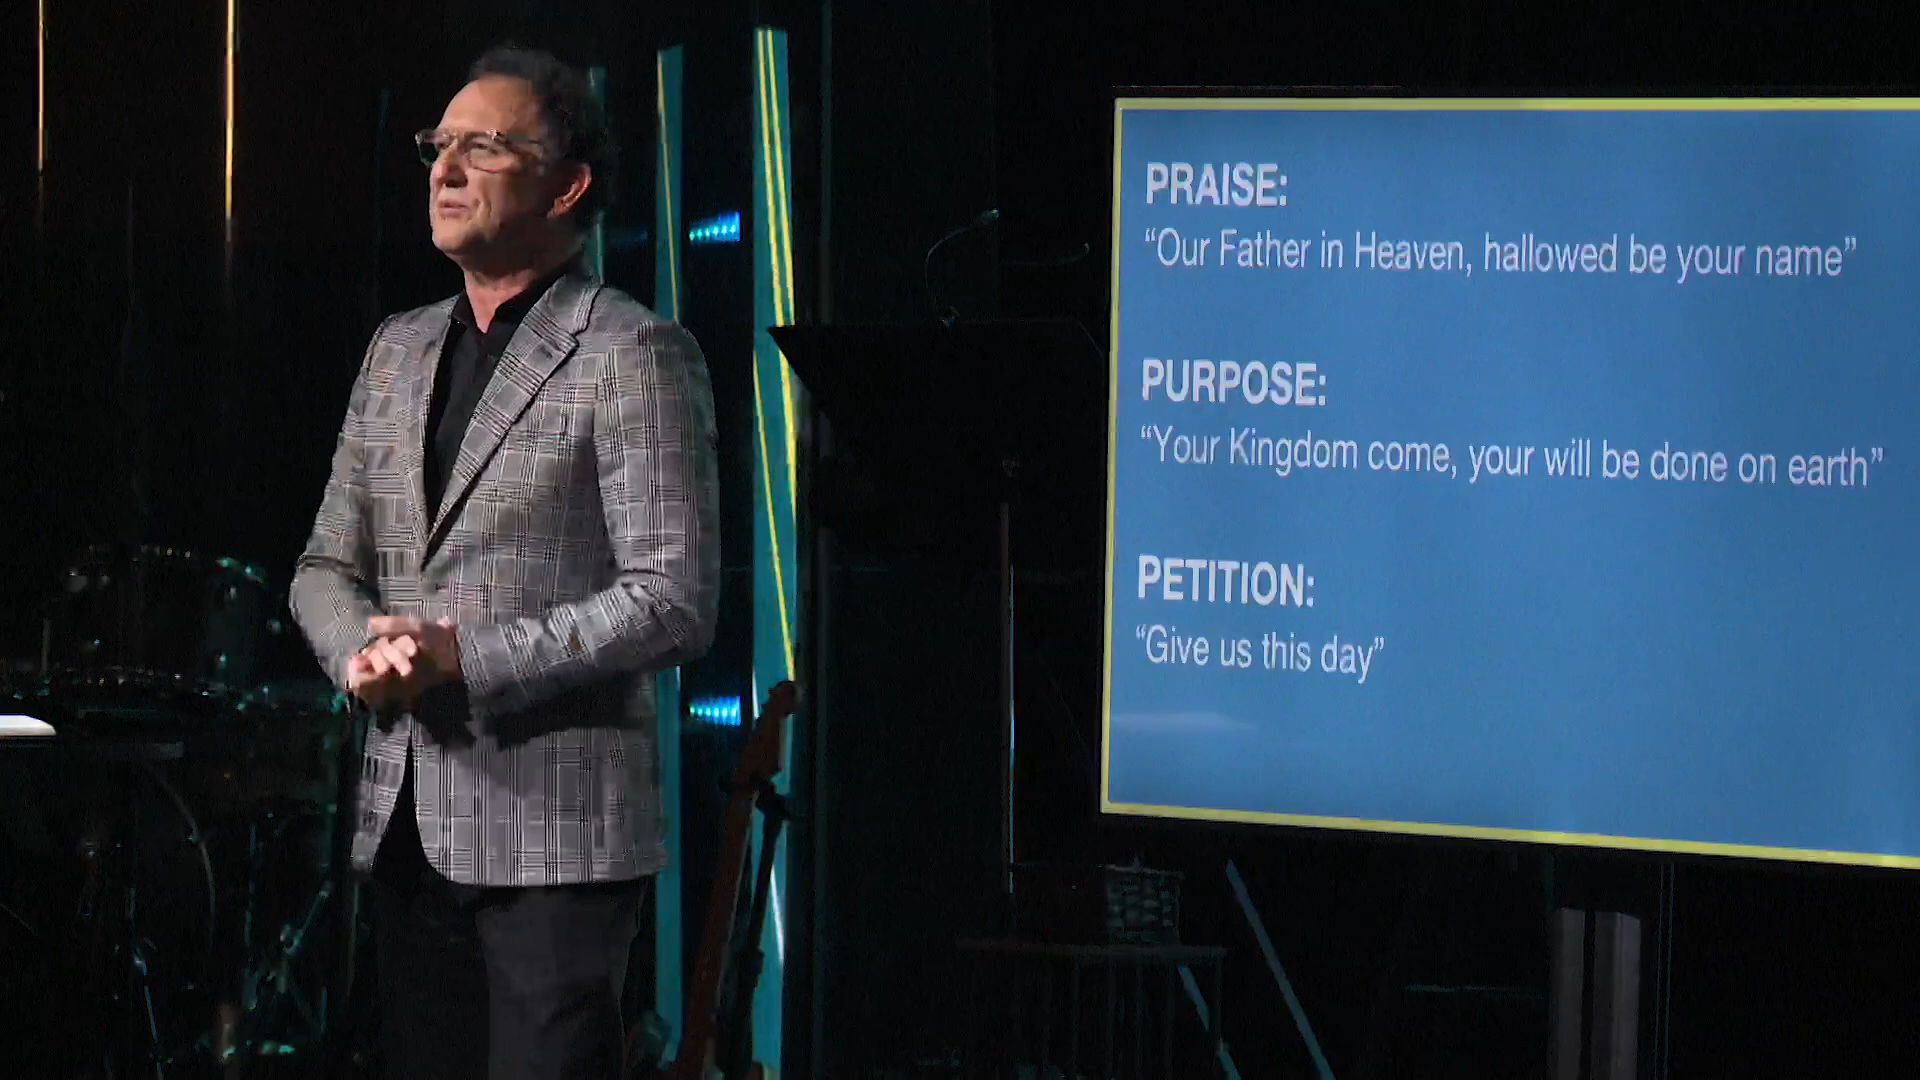 PRAISE:
“Our Father in Heaven, hallowed be your name”
PURPOSE:
“Your Kingdom come, your will be done on earth”
PETITION:
“Give us this day”